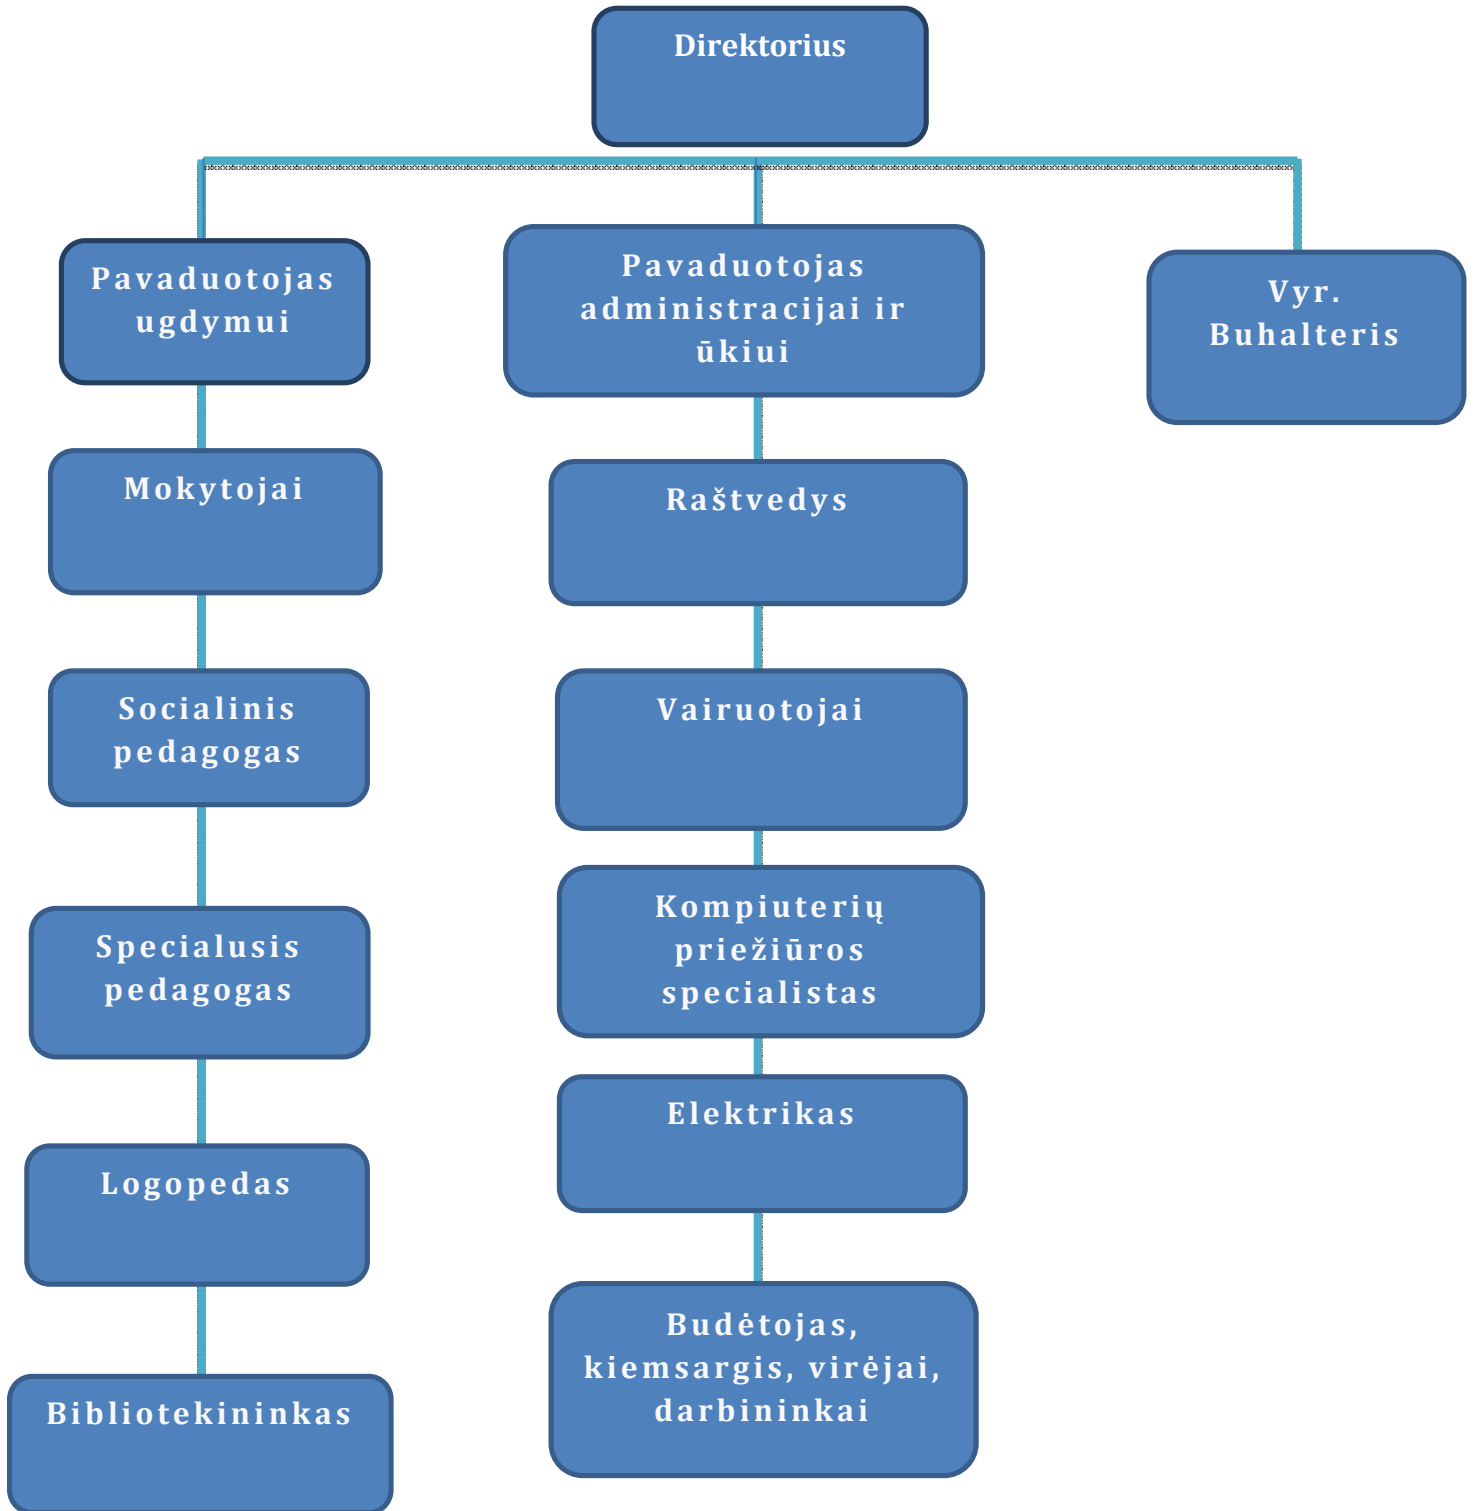 Direktorius
Pavaduotojas
ugdymui
Pavaduotojas
administracijai ir
ūkiui
Vyr.
Buhalteris
Mokytojai
Raštvedys
Socialinis
pedagogas
Vairuotojai
Specialusis
pedagogas
Kompiuterių
priežiūros
specialistas
Logopedas
Elektrikas
Bibliotekininkas
Budėtojas,
kiemsargis, virėjai,
darbininkai